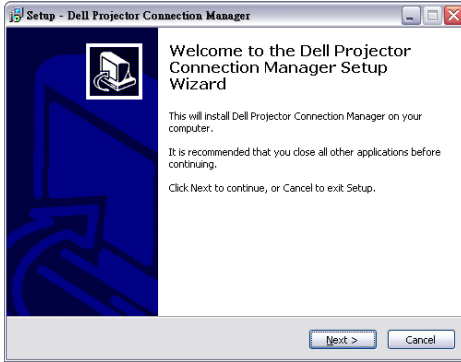 Setup - Dell Projector Connection Manager
Welcome to the Dell Projector
Connection Manager Setup
Wizard
This will install Dell Projector Connection Manager on your
computer.
It is recommended that you close all other applications before
continuing.
Click Next to continue, or Cancel to exit Setup.
Next >
Cancel